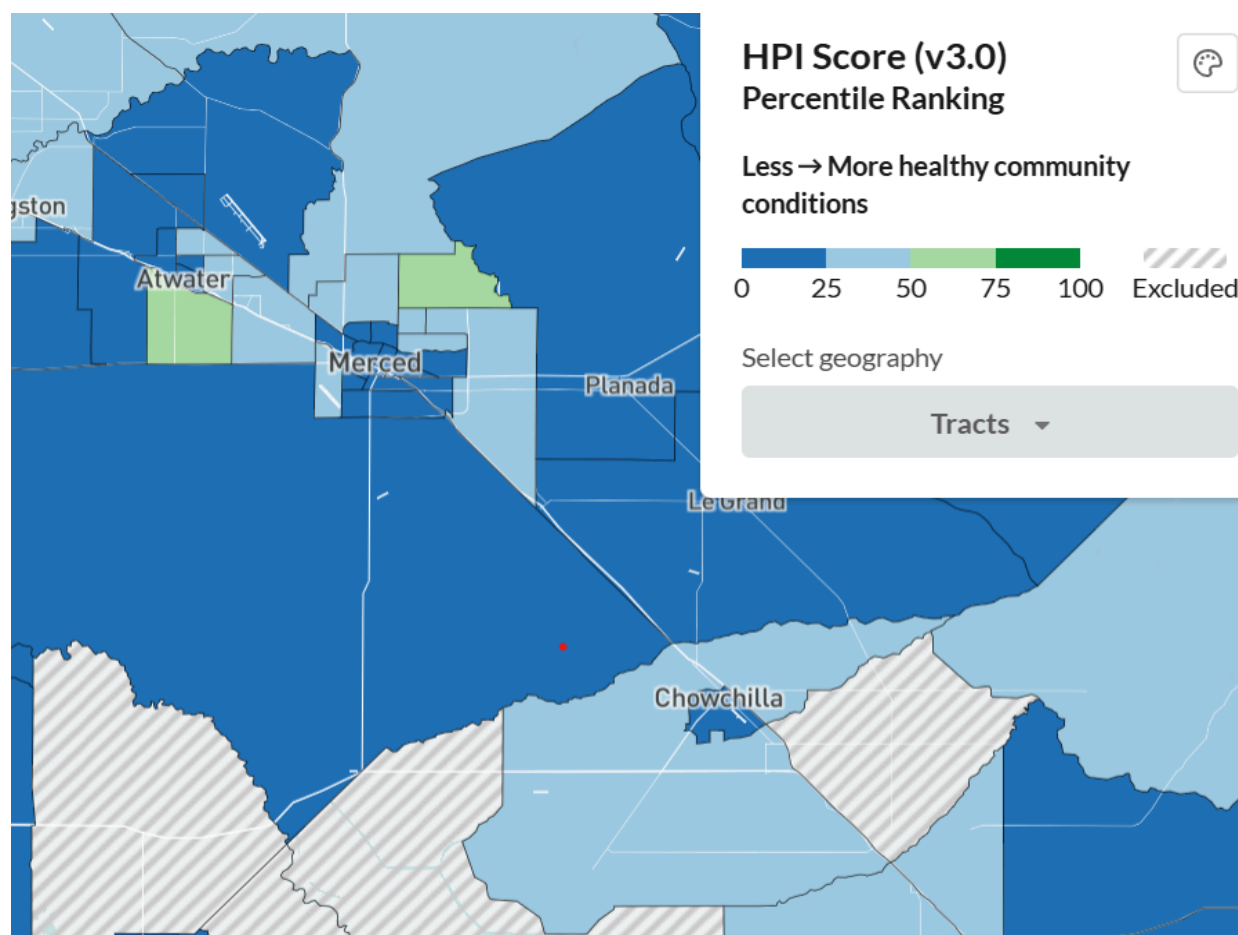 HPI Score (v3.0)
Percentile Ranking
Less → More healthy community
conditions
0 25 50 75 100 Excluded
Select geography
Tracts
gston
Atwater
Merced
Planada
Le Grand
Chowchilla